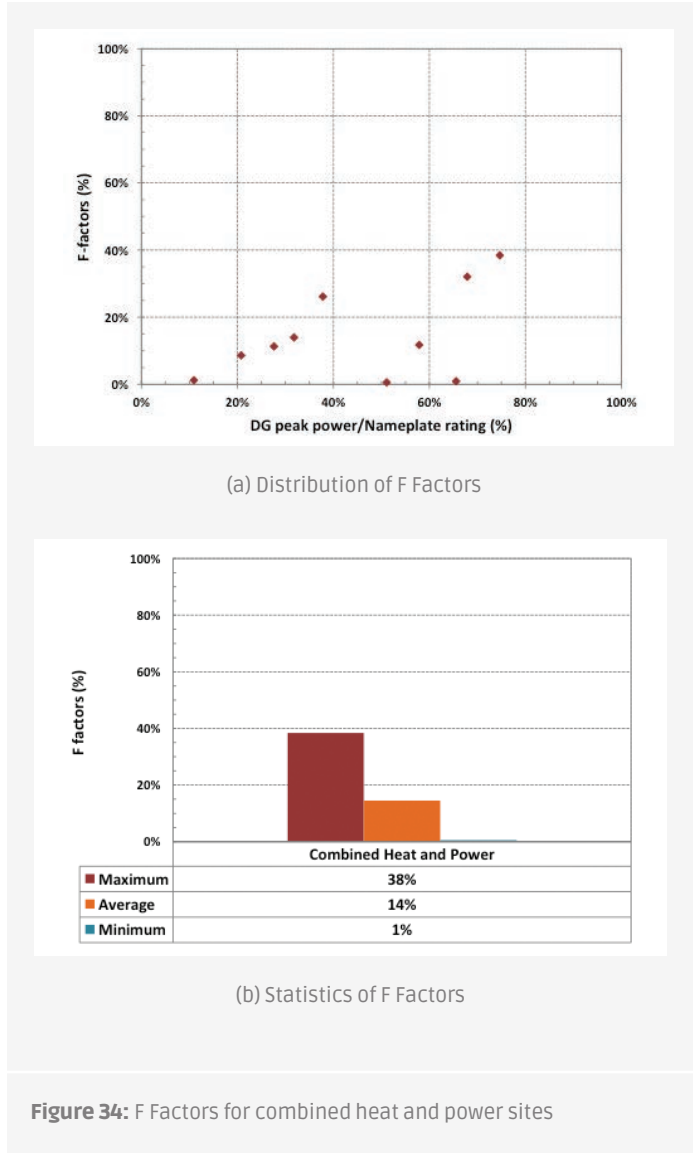 100%
80%
60%
40%
20%
0%
F-factors (%)
0% 20% 40% 60% 80% 100%
DG peak power/Nameplate rating (%)
(a) Distribution of F Factors
100%
80%
60%
40%
20%
0%
F factors (%)
Combined Heat and Power
Maximum 38%
Average 14%
Minimum 1%
(b) Statistics of F Factors
Figure 34: F Factors for combined heat and power sites